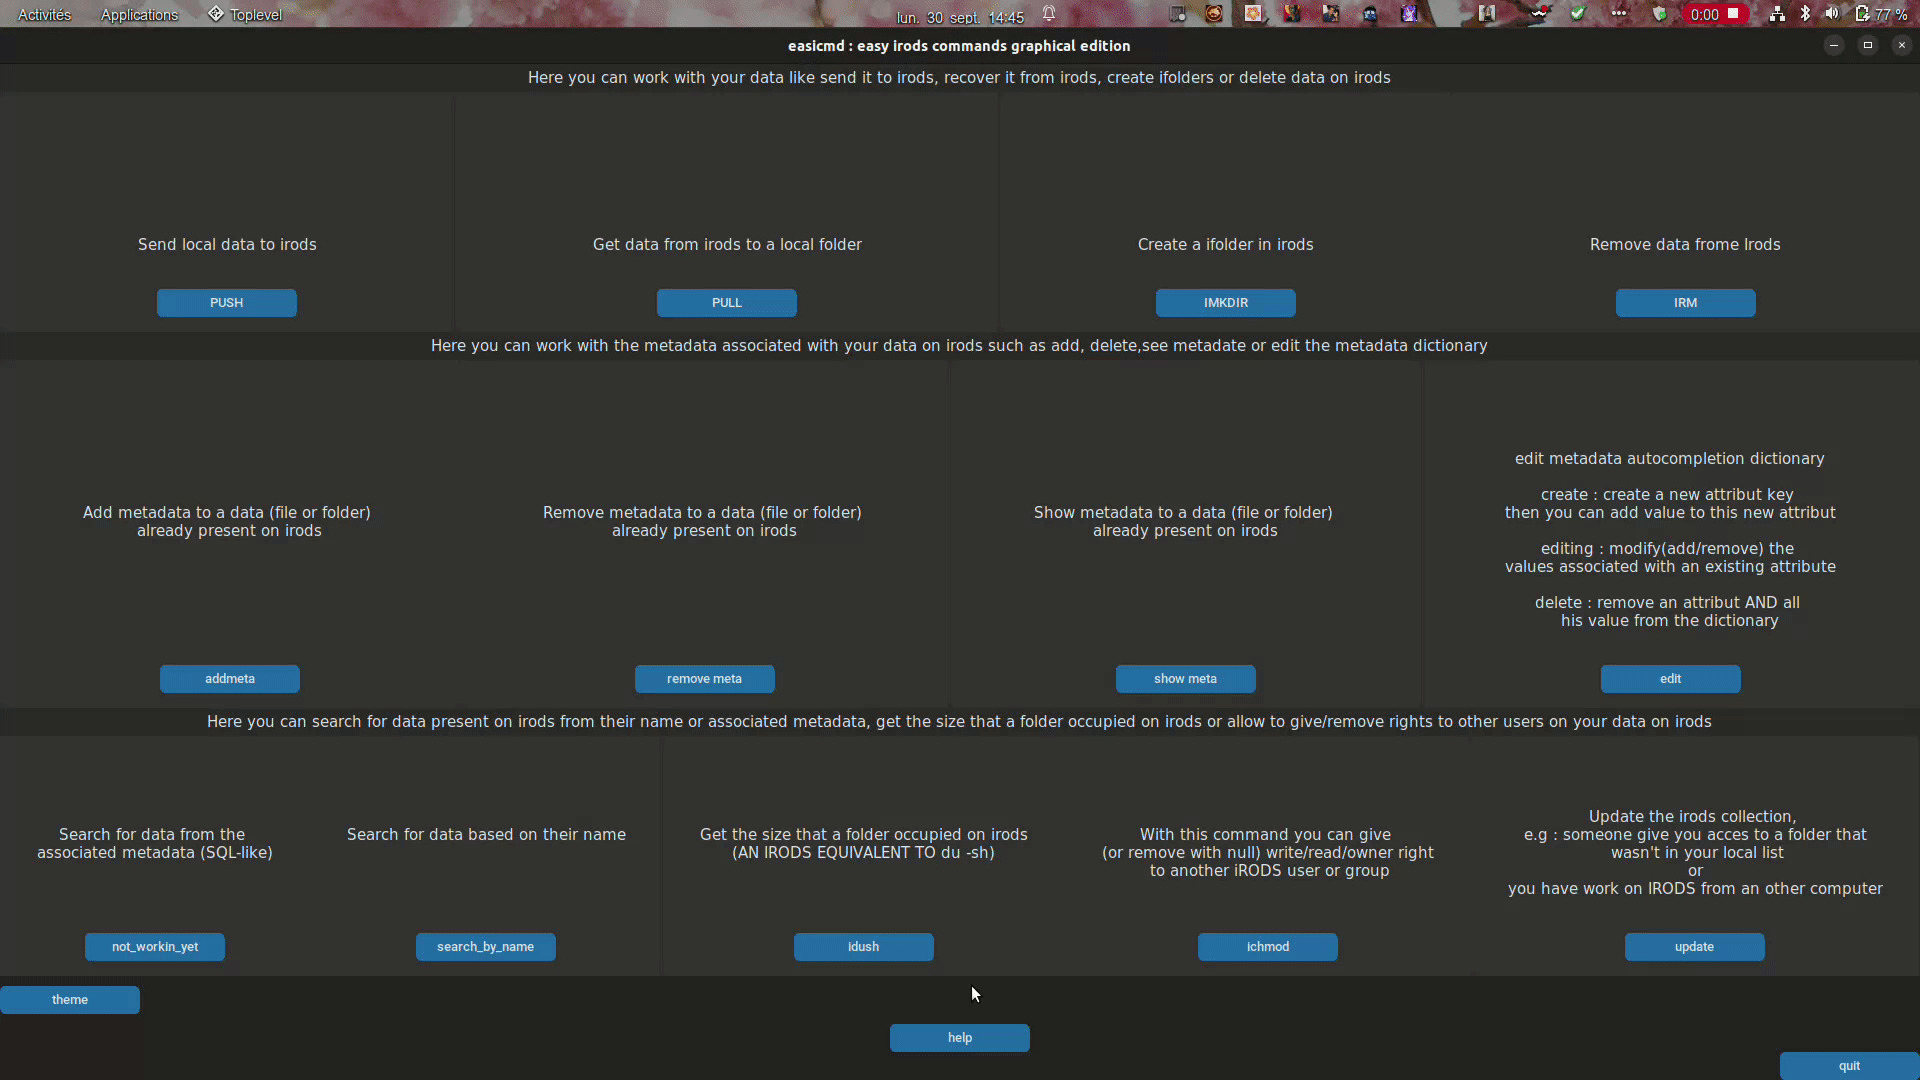 Activités Applications Toplevel lun. 30 sept. 14:45 0:00 77 %
easicmd : easy irods commands graphical edition
Here you can work with your data like send it to irods, recover it from irods, create ifolders or delete data on irods
Send local data to irods
PUSH
Get data from irods to a local folder
PULL
Create a ifolder in irods
IMKDIR
Remove data frome Irods
IRM
Here you can work with the metadata associated with your data on irods such as add, delete,see metadate or edit the metadata dictionary
Add metadata to a data (file or folder)
already present on irods
addmeta
Remove metadata to a data (file or folder)
already present on irods
remove meta
Show metadata to a data (file or folder)
already present on irods
show meta
edit metadata autocompletion dictionary
create : create a new attribut key
then you can add value to this new attribut
editing : modify(add/remove) the
values associated with an existing attribute
delete : remove an attribut AND all
his value from the dictionary
edit
Here you can search for data present on irods from their name or associated metadata, get the size that a folder occupied on irods or allow to give/remove rights to other users on your data on irods
Search for data from the
associated metadata (SQL-like)
not_workin_yet
Search for data based on their name
search_by_name
Get the size that a folder occupied on irods
(AN IRODS EQUIVALENT TO du -sh)
idush
With this command you can give
(or remove with null) write/read/owner right
to another iRODS user or group
ichmod
Update the irods collection,
e.g : someone give you acces to a folder that
wasn't in your local list
or
you have work on IRODS from an other computer
update
theme
help
quit